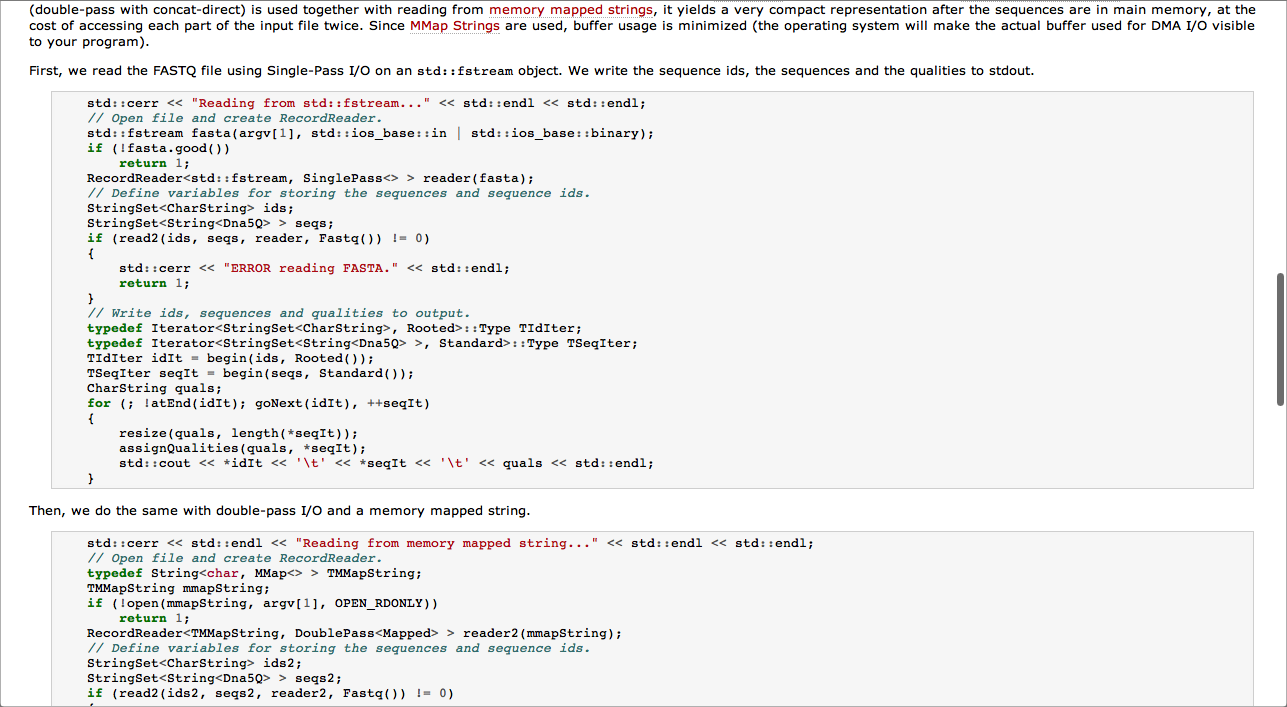 (double-pass with concat-direct) is used together with reading from memory mapped strings, it yields a very compact representation after the sequences are in main memory, at the
cost of accessing each part of the input file twice. Since MMap Strings are used, buffer usage is minimized (the operating system will make the actual buffer used for DMA I/O visible
to your program).
First, we read the FASTQ file using Single-Pass I/O on an std::fstream object. We write the sequence ids, the sequences and the qualities to stdout.
std::cerr << "Reading from std::fstream..." << std::endl << std::endl;
// Open file and create RecordReader.
std::fstream fasta(argv[1], std::ios_base::in | std::ios_base::binary);
if (!fasta.good())
return 1;
RecordReader<std::fstream, SinglePass<> > reader(fasta);
// Define variables for storing the sequences and sequence ids.
StringSet<CharString> ids;
StringSet<String<Dna5Q> > seqs;
if (read2(ids, seqs, reader, Fastq()) != 0)
{
std::cerr << "ERROR reading FASTA." << std::endl;
return 1;
}
// Write ids, sequences and qualities to output.
typedef Iterator<StringSet<CharString>, Rooted>::Type TIdIter;
typedef Iterator<StringSet<String<Dna5Q> >, Standard>::Type TSeqIter;
TIdIter idIt = begin(ids, Rooted());
TSeqIter seqIt = begin(seqs, Standard());
CharString quals;
for (; !atEnd(idIt); goNext(idIt), ++seqIt)
{
resize(quals, length(*seqIt));
assignQualities(quals, *seqIt);
std::cout << *idIt << '\t' << *seqIt << '\t' << quals << std::endl;
}
Then, we do the same with double-pass I/O and a memory mapped string.
std::cerr << std::endl << "Reading from memory mapped string..." << std::endl << std::endl;
// Open file and create RecordReader.
typedef String<char, MMap<> > TMMapString;
TMMapString mmapString;
if (!open(mmapString, argv[1], OPEN_RDONLY))
return 1;
RecordReader<TMMapString, DoublePass<Mapped> > reader2(mmapString);
// Define variables for storing the sequences and sequence ids.
StringSet<CharString> ids2;
StringSet<String<Dna5Q> > seqs2;
if (read2(ids2, seqs2, reader2, Fastq()) != 0)